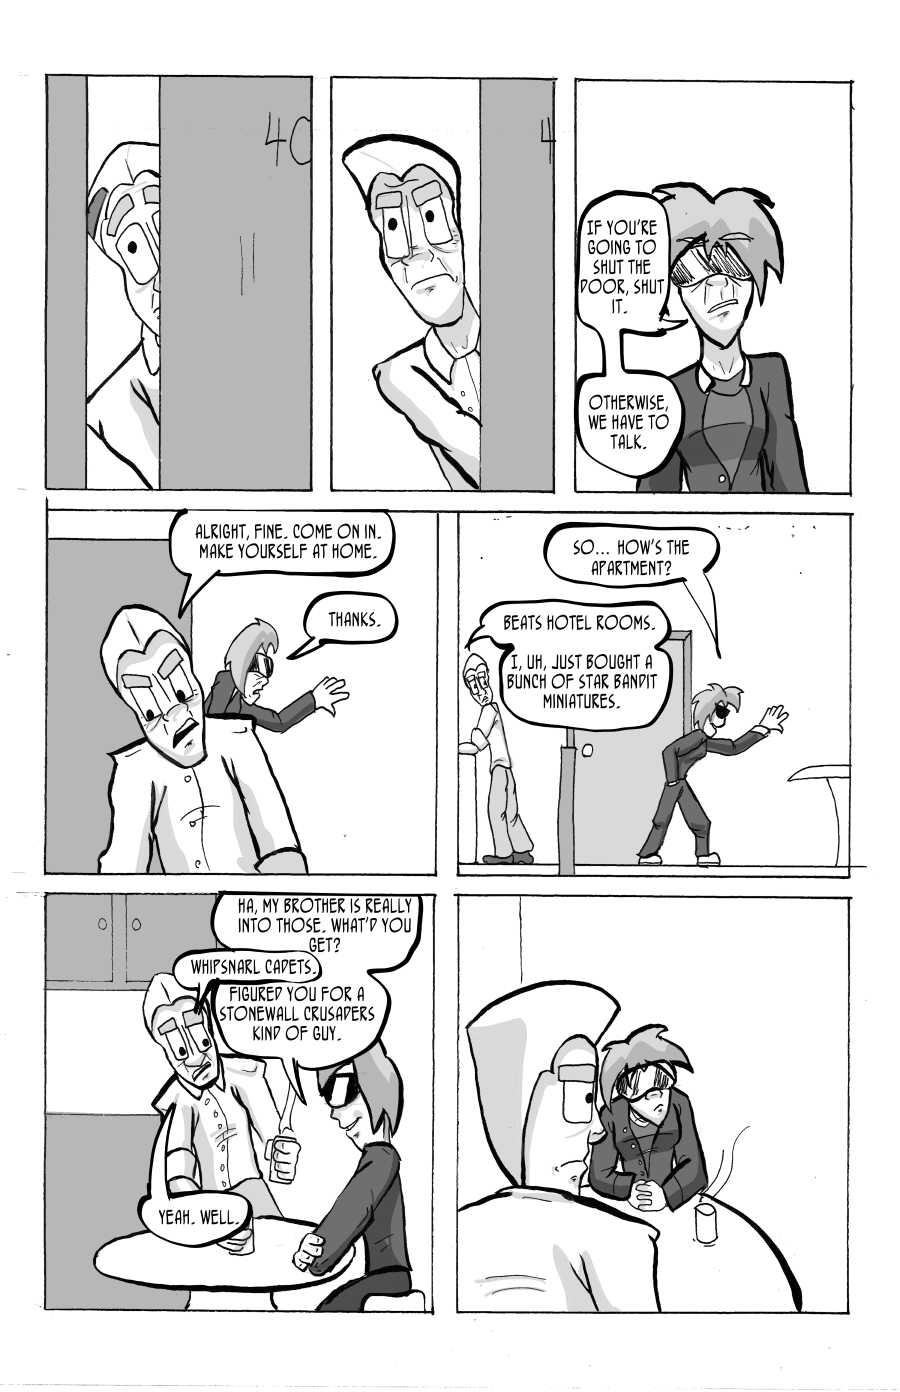 40
4
IF YOU'RE
GOING TO
SHUT THE
DOOR, SHUT
IT.
OTHERWISE,
WE HAVE TO
TALK.
ALRIGHT, FINE. COME ON IN.
MAKE YOURSELF AT HOME.
THANKS.
SO... HOW'S THE
APARTMENT?
BEATS HOTEL ROOMS.
I, UH, JUST BOUGHT A
BUNCH OF STAR BANDIT
MINIATURES.
HA, MY BROTHER IS REALLY
INTO THOSE. WHAT'D YOU
GET?
WHIPSNARL CADETS.
FIGURED YOU FOR A
STONEWALL CRUSADERS
KIND OF GUY.
YEAH. WELL.